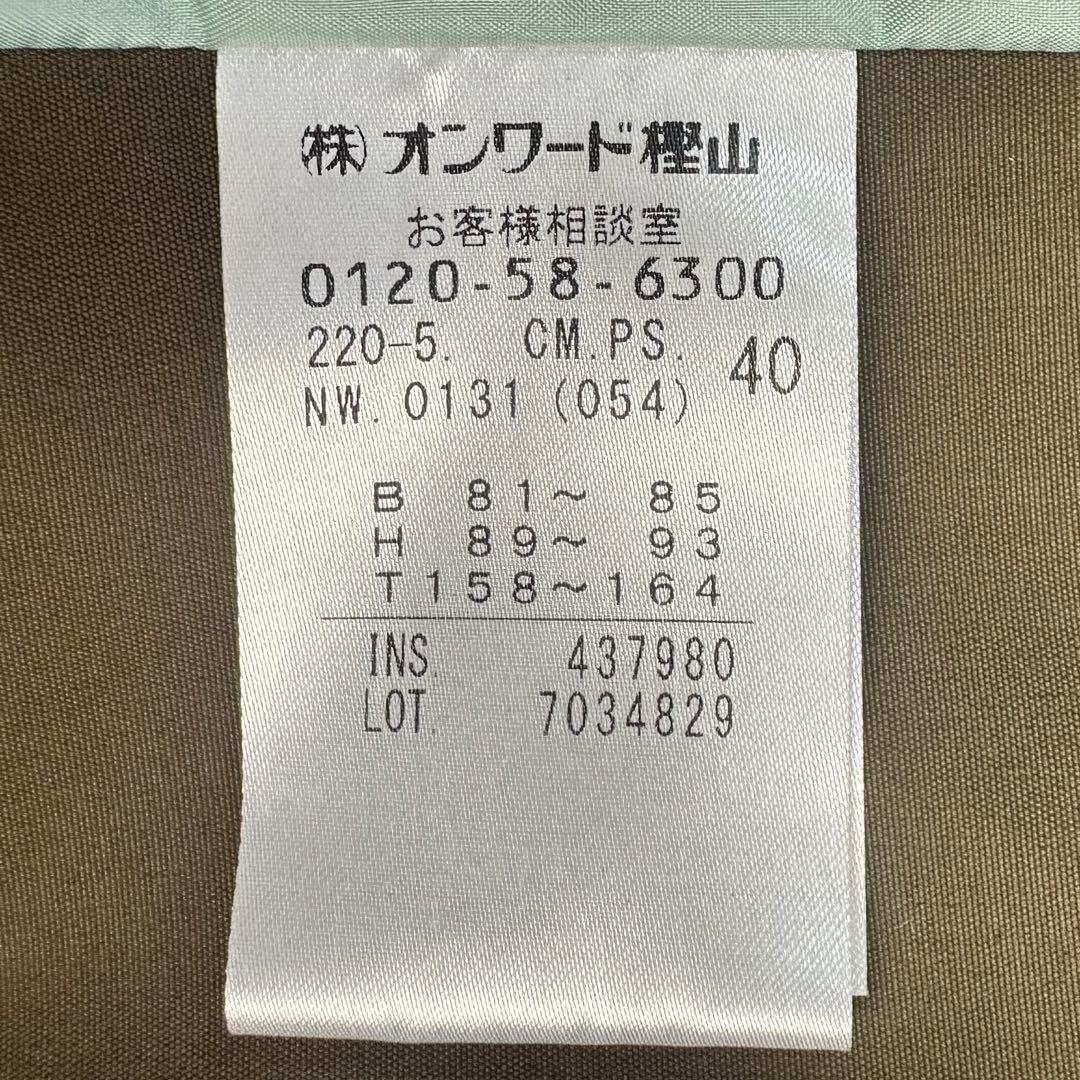 ㈱オンワード樫山
お客様相談室
0120-58-6300
220-5. CM.PS. 40
NW. 0131 (054)
B 81～ 85
H 89～ 93
T158～164
INS. 437980
LOT. 7034829